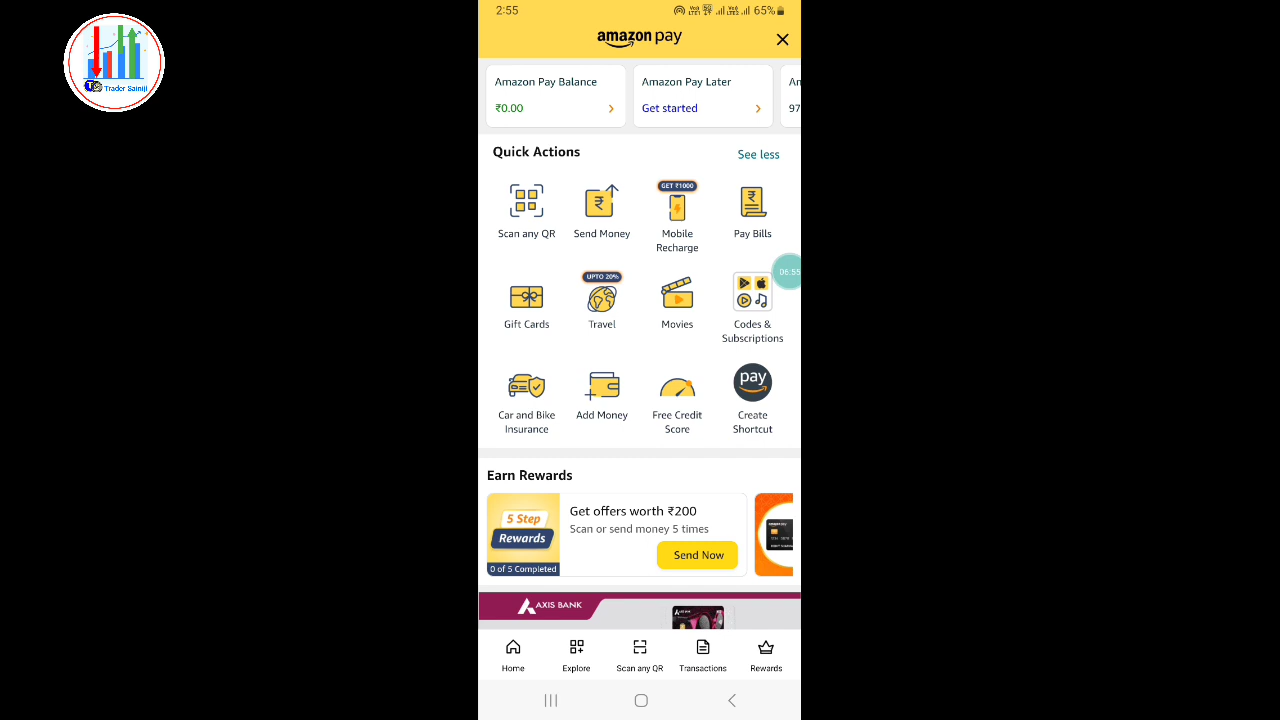 2:55
65%
amazon pay
Trader Sainiji
Amazon Pay Balance
₹0.00
Amazon Pay Later
Get started
An
97
Quick Actions
See less
Scan any QR
Send Money
GET ₹1000
Mobile
Recharge
Pay Bills
06:55
Gift Cards
UPTO 20%
Travel
Movies
Codes &
Subscriptions
Car and Bike
Insurance
Add Money
Free Credit
Score
pay
Create
Shortcut
Earn Rewards
5 Step
Rewards
0 of 5 Completed
Get offers worth ₹200
Scan or send money 5 times
Send Now
AXIS BANK
Home
Explore
Scan any QR
Transactions
Rewards